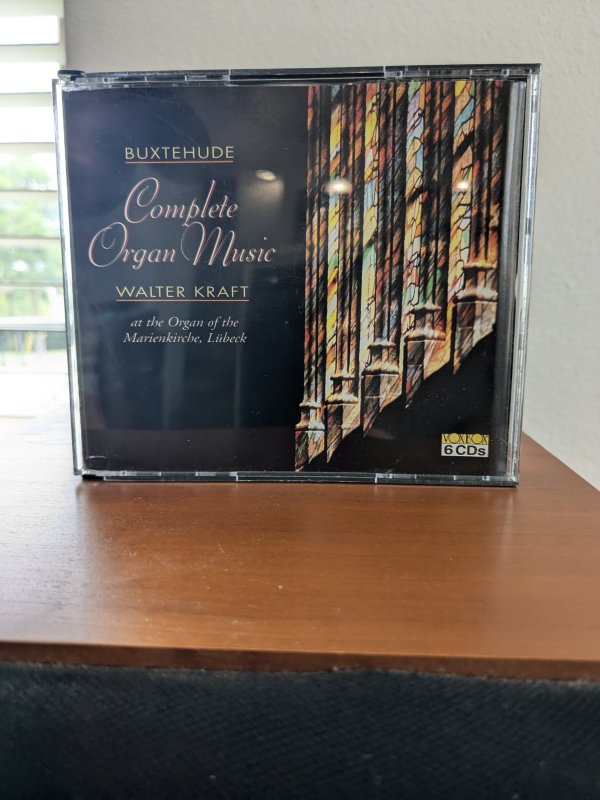 BUXTEHUDE
Complete
Organ Music
WALTER KRAFT
at the Organ of the
Marienkirche, Lübeck
VOXBOX
6 CDs